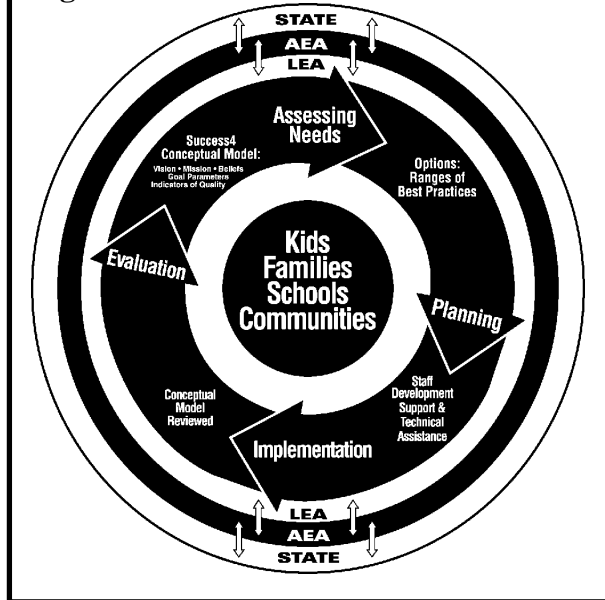 STATE
AEA
LEA
Assessing
Needs
Success4
Conceptual Model:
Vision • Mission • Beliefs
Goal Parameters
Indicators of Quality
Options:
Ranges of
Best Practices
Evaluation
Kids
Families
Schools
Communities
Planning
Conceptual
Model
Reviewed
Staff
Development
Support &
Technical
Assistance
Implementation
LEA
AEA
STATE